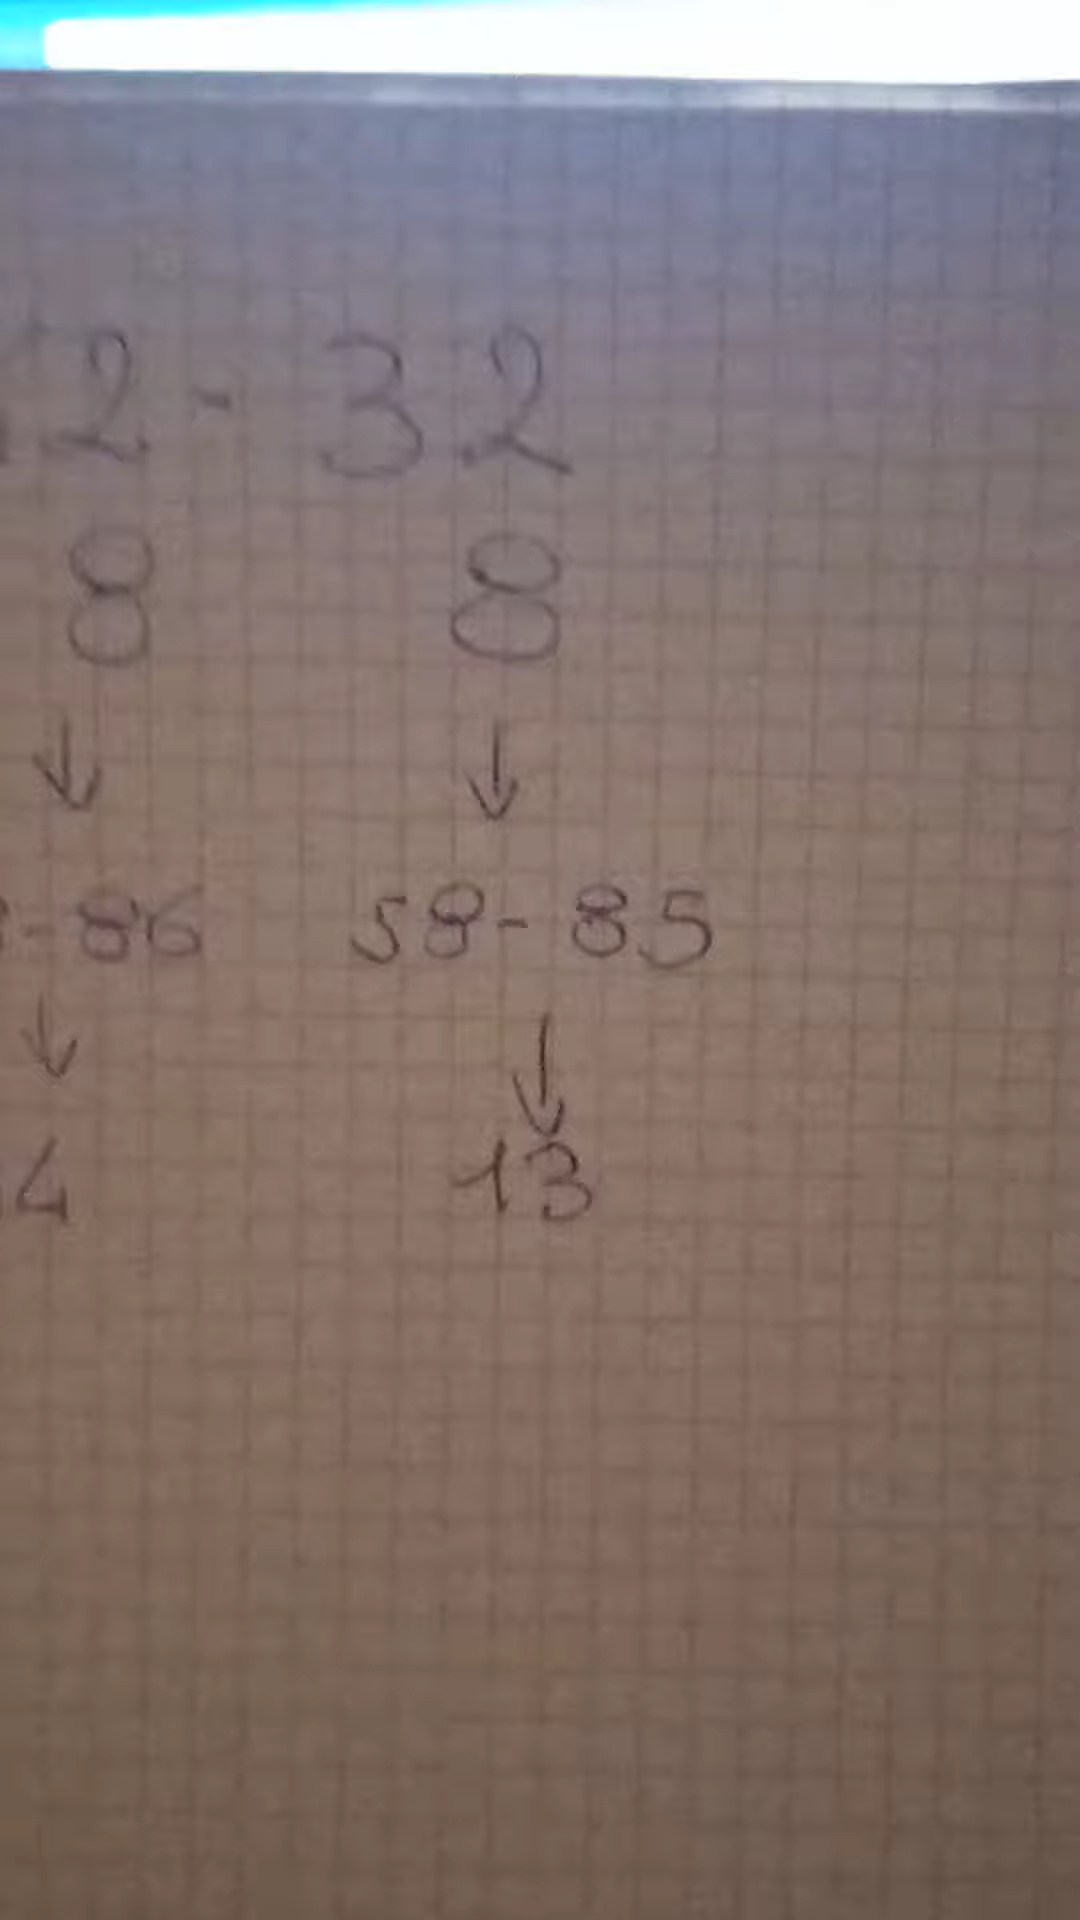 2 - 32
8 8
↓ ↓
- 86 58 - 85
↓ ↓
4 13